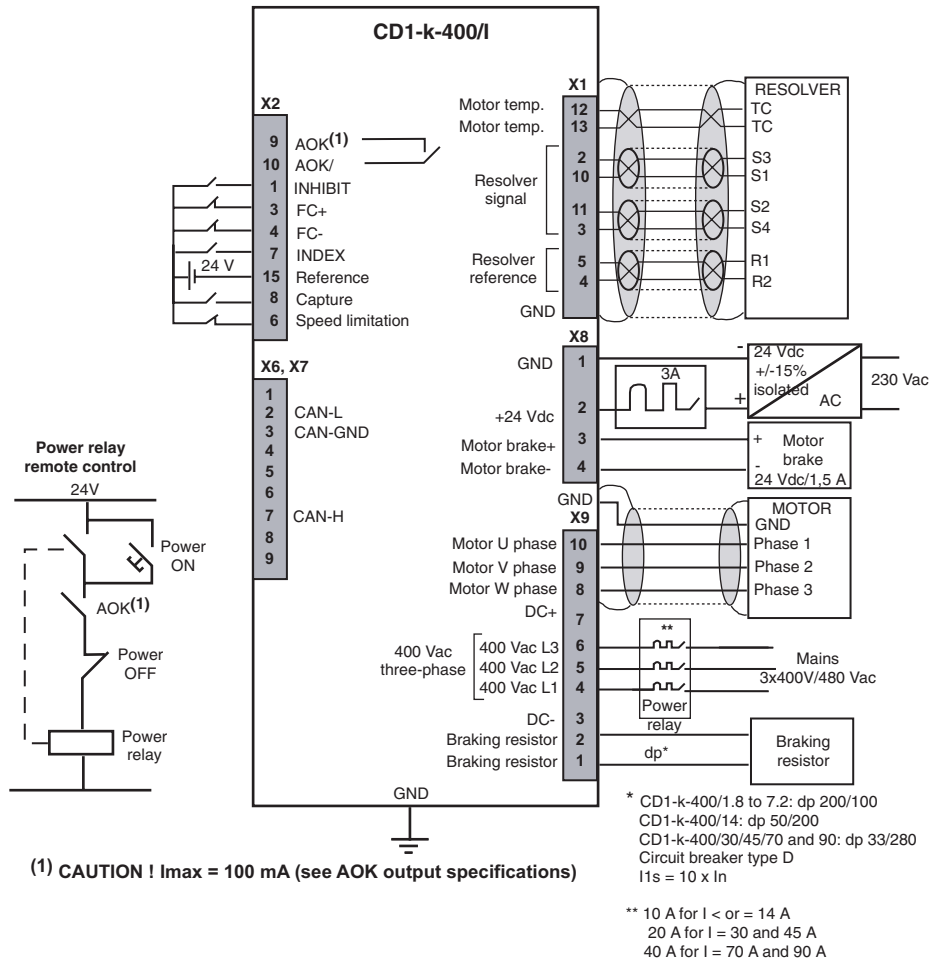 CD1-k-400/I
X2
9 AOK(1)
10 AOK/
1 INHIBIT
3 FC+
4 FC-
7 INDEX
24 V
15 Reference
8 Capture
6 Speed limitation
X6, X7
1
2 CAN-L
3 CAN-GND
4
5
6
7 CAN-H
8
9
Power relay
remote control
24V
Power
ON
AOK(1)
Power
OFF
Power
relay
X1
Motor temp. 12
Motor temp. 13
Resolver
signal
2
10
11
3
Resolver
reference
5
4
GND
RESOLVER
TC
TC
S3
S1
S2
S4
R1
R2
X8
GND 1
+24 Vdc 2
Motor brake+ 3
Motor brake- 4
3A
-
+
24 Vdc
+/-15%
isolated
AC
230 Vac
+ Motor
brake
-
24 Vdc/1,5 A
GND
X9
Motor U phase 10
Motor V phase 9
Motor W phase 8
DC+ 7
400 Vac
three-phase
400 Vac L3 6
400 Vac L2 5
400 Vac L1 4
DC- 3
Braking resistor 2
Braking resistor 1
MOTOR
GND
Phase 1
Phase 2
Phase 3
**
Power
relay
Mains
3x400V/480 Vac
dp*
Braking
resistor
GND
(1) CAUTION ! Imax = 100 mA (see AOK output specifications)
* CD1-k-400/1.8 to 7.2: dp 200/100
CD1-k-400/14: dp 50/200
CD1-k-400/30/45/70 and 90: dp 33/280
Circuit breaker type D
I1s = 10 x In
** 10 A for I < or = 14 A
20 A for I = 30 and 45 A
40 A for I = 70 A and 90 A